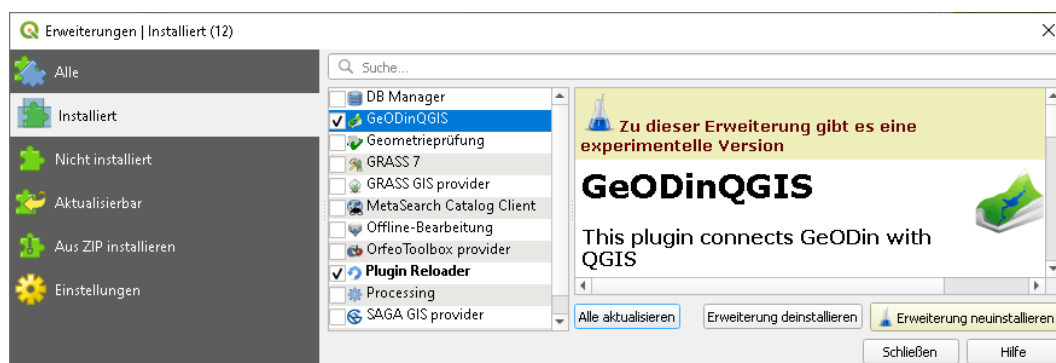 Erweiterungen | Installiert (12)
Alle
Installiert
Nicht installiert
Aktualisierbar
Aus ZIP installieren
Einstellungen
Suche...
DB Manager
GeODinQGIS
Geometrieprüfung
GRASS 7
GRASS GIS provider
MetaSearch Catalog Client
Offline-Bearbeitung
OrfeoToolbox provider
Plugin Reloader
Processing
SAGA GIS provider
Zu dieser Erweiterung gibt es eine
experimentelle Version
GeODinQGIS
This plugin connects GeODin with
QGIS
Alle aktualisieren
Erweiterung deinstallieren
Erweiterung neuinstallieren
Schließen
Hilfe